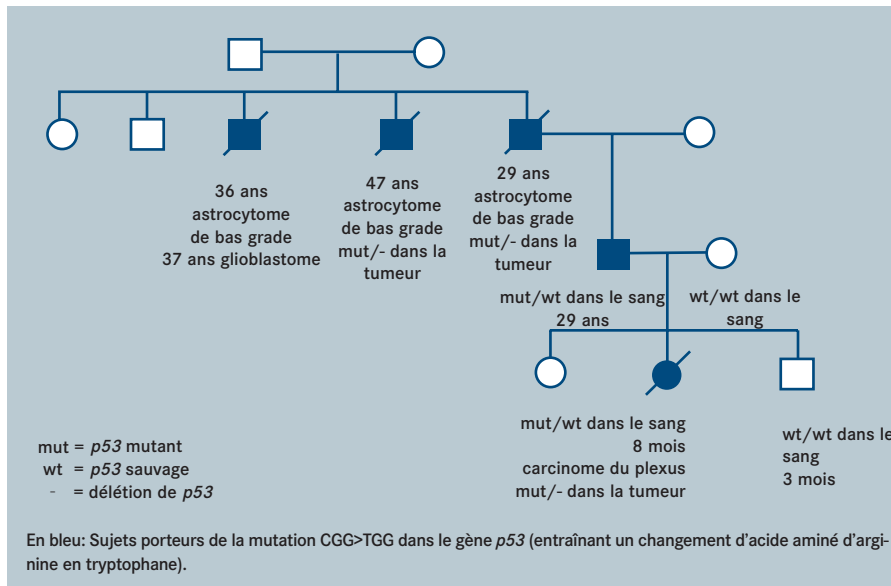 36 ans
astrocytome
de bas grade
37 ans glioblastome
47 ans
astrocytome
de bas grade
mut/- dans la
tumeur
29 ans
astrocytome
de bas grade
mut/- dans la
tumeur
mut/wt dans le sang
29 ans
wt/wt dans le
sang
mut/wt dans le sang
8 mois
carcinome du plexus
mut/- dans la tumeur
wt/wt dans le
sang
3 mois
mut = p53 mutant
wt = p53 sauvage
- = délétion de p53
En bleu: Sujets porteurs de la mutation CGG>TGG dans le gène p53 (entraînant un changement d'acide aminé d'argi-
nine en tryptophane).